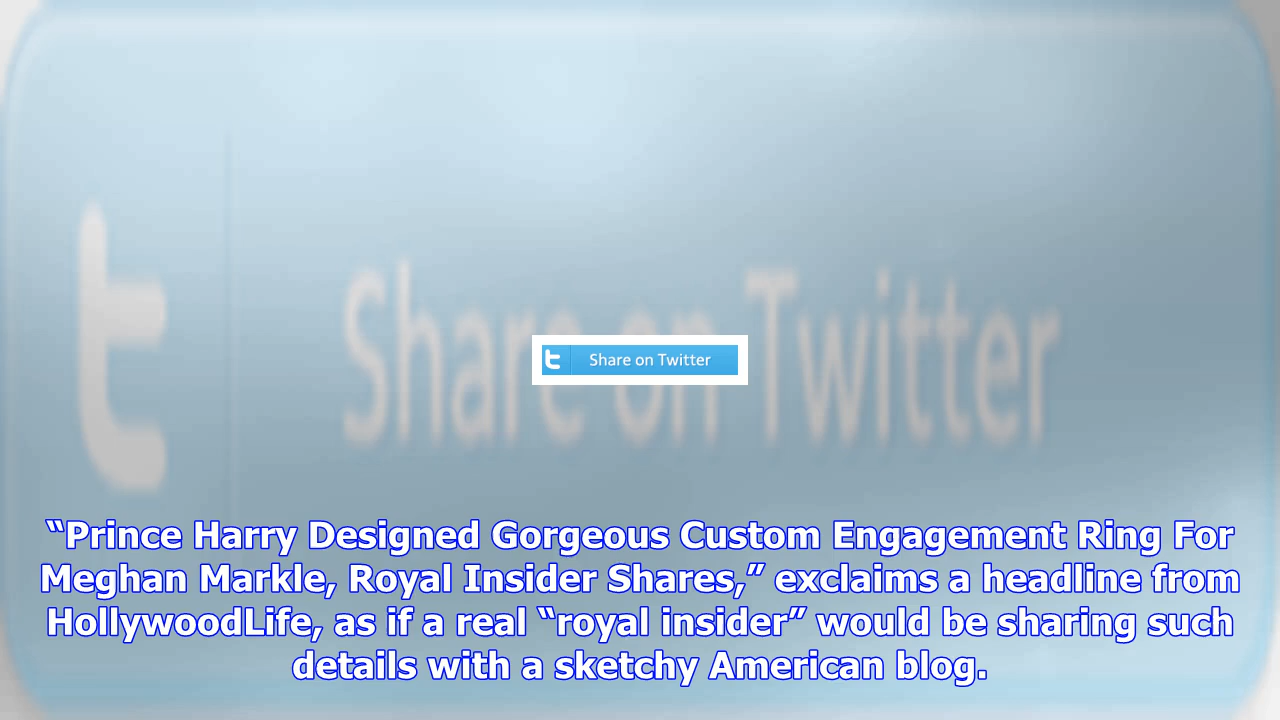 t Share on Twitter
t Share on Twitter
“Prince Harry Designed Gorgeous Custom Engagement Ring For
Meghan Markle, Royal Insider Shares,” exclaims a headline from
HollywoodLife, as if a real “royal insider” would be sharing such
details with a sketchy American blog.